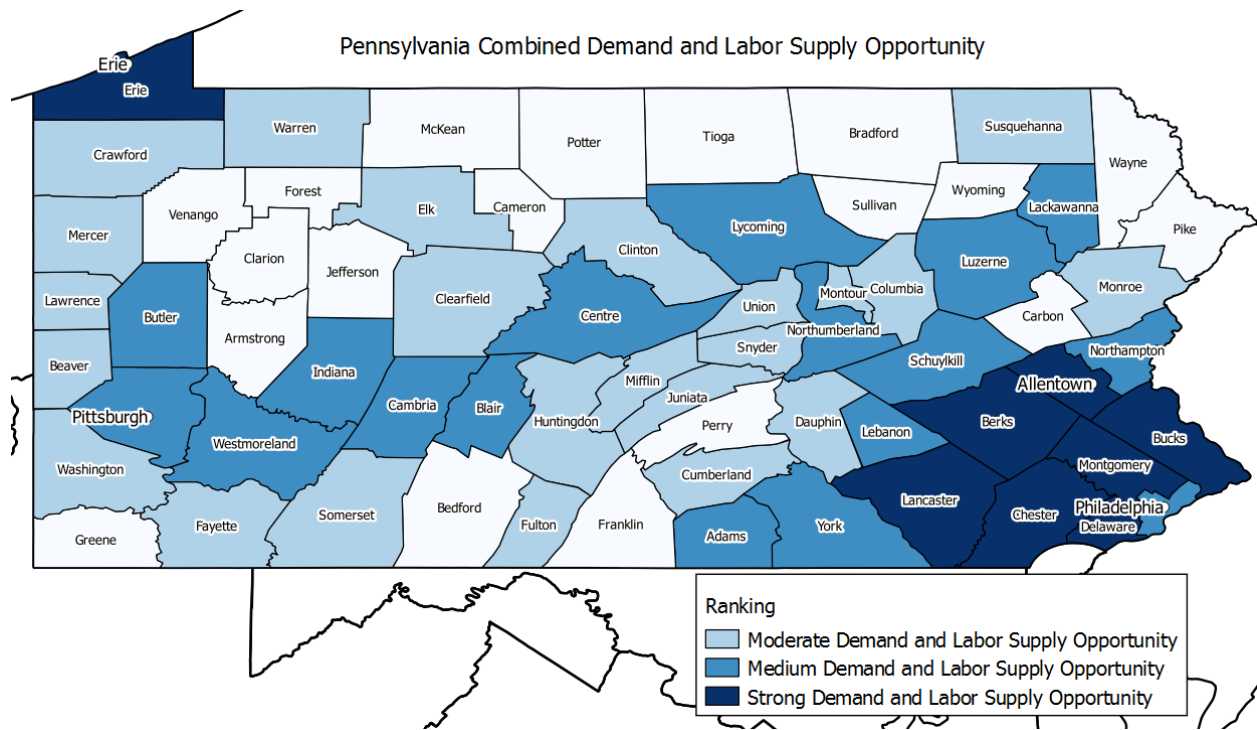 Pennsylvania Combined Demand and Labor Supply Opportunity
Erie
Erie
Warren
McKean
Potter
Tioga
Bradford
Susquehanna
Wayne
Crawford
Forest
Elk
Cameron
Sullivan
Wyoming
Lackawanna
Pike
Venango
Mercer
Clarion
Jefferson
Clinton
Lycoming
Luzerne
Monroe
Lawrence
Butler
Clearfield
Centre
Union
Montour
Columbia
Carbon
Armstrong
Northumberland
Beaver
Indiana
Snyder
Schuylkill
Northampton
Pittsburgh
Cambria
Blair
Mifflin
Juniata
Huntingdon
Allentown
Westmoreland
Perry
Dauphin
Lebanon
Berks
Bucks
Washington
Cumberland
Montgomery
Fayette
Somerset
Bedford
Fulton
Franklin
Adams
York
Lancaster
Chester
Philadelphia
Delaware
Greene
Ranking
Moderate Demand and Labor Supply Opportunity
Medium Demand and Labor Supply Opportunity
Strong Demand and Labor Supply Opportunity